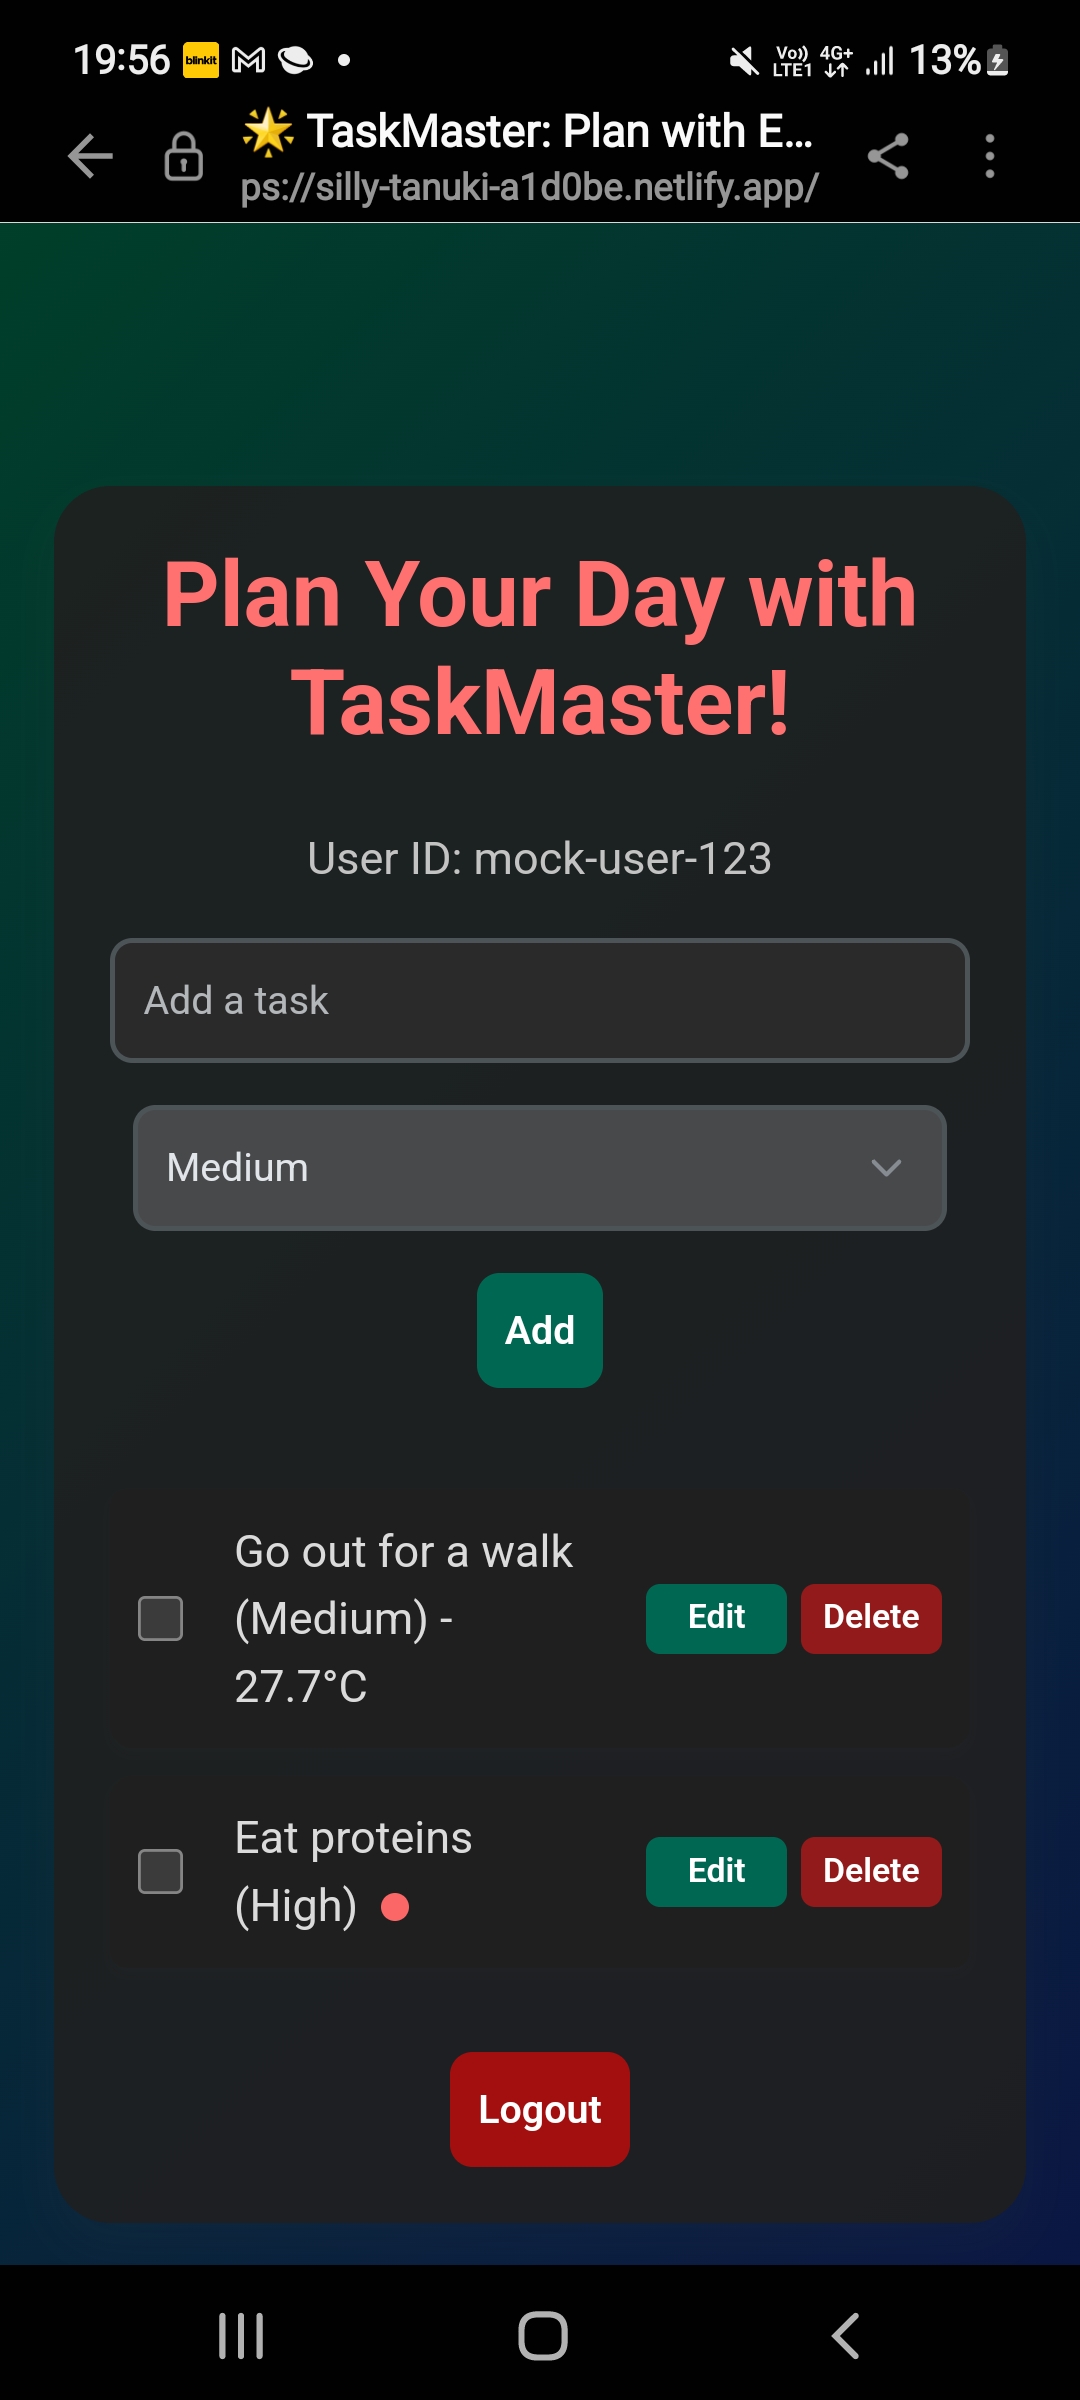 19:56 blinkit Vo)) LTE1 4G+ 13%
TaskMaster: Plan with E...
ps://silly-tanuki-a1d0be.netlify.app/
Plan Your Day with
TaskMaster!
User ID: mock-user-123
Add a task
Medium
Add
Go out for a walk
(Medium) -
27.7°C
Edit Delete
Eat proteins
(High)
Edit Delete
Logout